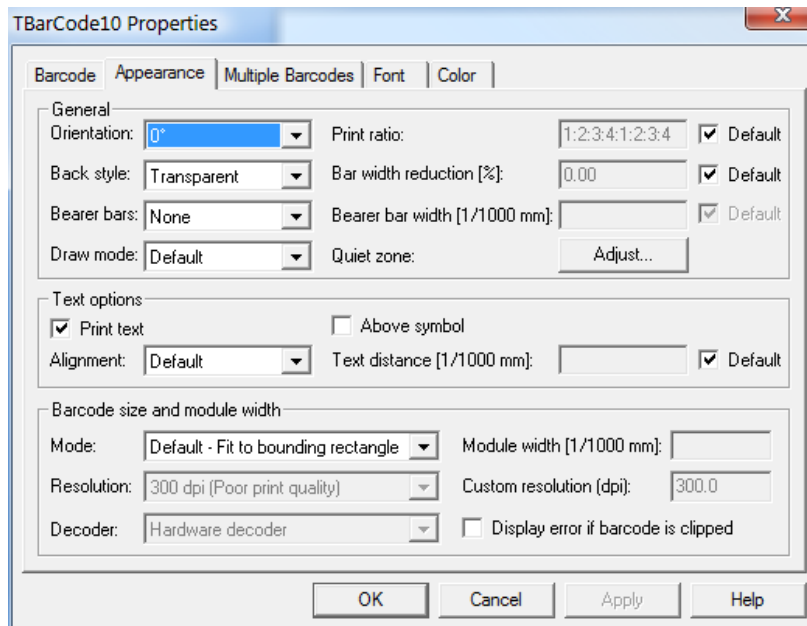 TBarCode10 Properties
X
Barcode Appearance Multiple Barcodes Font Color
General
Orientation: 0° Print ratio: 1:2:3:4:1:2:3:4 Default
Back style: Transparent Bar width reduction [%]: 0.00 Default
Bearer bars: None Bearer bar width [1/1000 mm]: Default
Draw mode: Default Quiet zone: Adjust...
Text options
Print text Above symbol
Alignment: Default Text distance [1/1000 mm]: Default
Barcode size and module width
Mode: Default - Fit to bounding rectangle Module width [1/1000 mm]:
Resolution: 300 dpi (Poor print quality) Custom resolution (dpi): 300.0
Decoder: Hardware decoder Display error if barcode is clipped
OK Cancel Apply Help